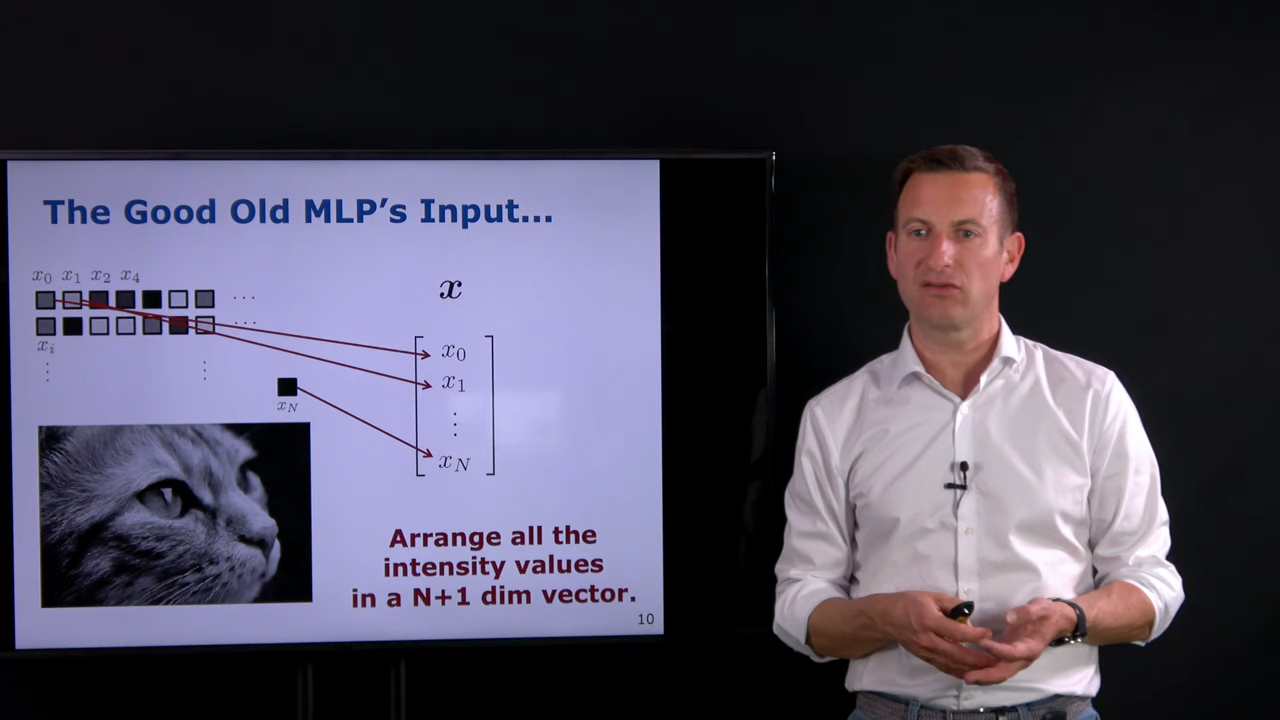 The Good Old MLP's Input...
x0 x1 x2 x4
...
x
...
xi
x0
x1
⋮
⋮
⋮
xN
xN
Arrange all the
intensity values
in a N+1 dim vector.
10